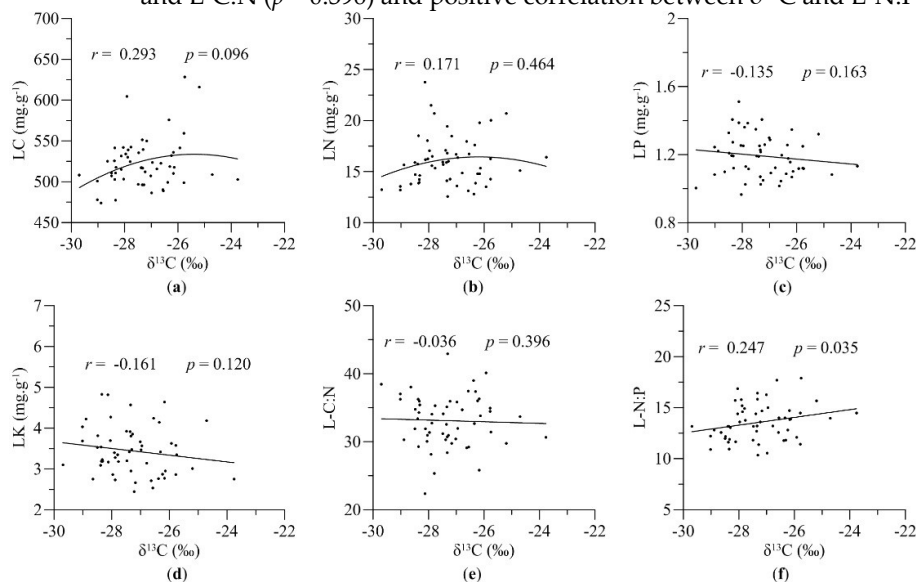 and L-C:N (p = 0.396) and positive correlation between δ¹³C and L-N:P
700
650
600
550
500
450
LC (mg.g⁻¹)
r = 0.293 p = 0.096
-30 -28 -26 -24 -22
δ¹³C (‰)
(a)
30
25
20
15
10
LN (mg.g⁻¹)
r = 0.171 p = 0.464
-30 -28 -26 -24 -22
δ¹³C (‰)
(b)
2
1.6
1.2
0.8
LP (mg.g⁻¹)
r = -0.135 p = 0.163
-30 -28 -26 -24 -22
δ¹³C (‰)
(c)
7
6
5
4
3
2
LK (mg.g⁻¹)
r = -0.161 p = 0.120
-30 -28 -26 -24 -22
δ¹³C (‰)
(d)
50
40
30
20
L-C:N
r = -0.036 p = 0.396
-30 -28 -26 -24 -22
δ¹³C (‰)
(e)
25
20
15
10
5
L-N:P
r = 0.247 p = 0.035
-30 -28 -26 -24 -22
δ¹³C (‰)
(f)